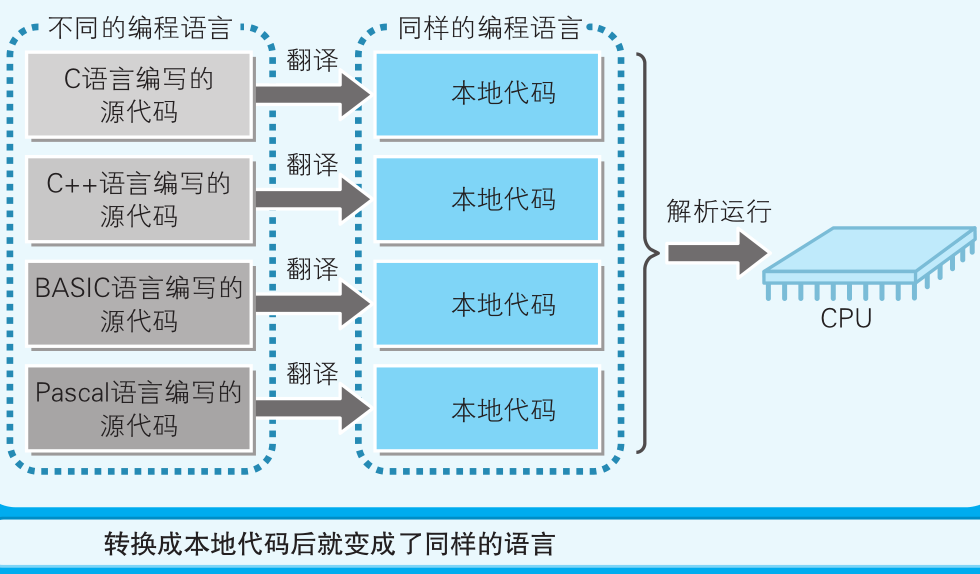 不同的编程语言
同样的编程语言
C语言编写的
源代码
翻译
本地代码
C++语言编写的
源代码
翻译
本地代码
BASIC语言编写的
源代码
翻译
本地代码
Pascal语言编写的
源代码
翻译
本地代码
解析运行
CPU
转换成本地代码后就变成了同样的语言